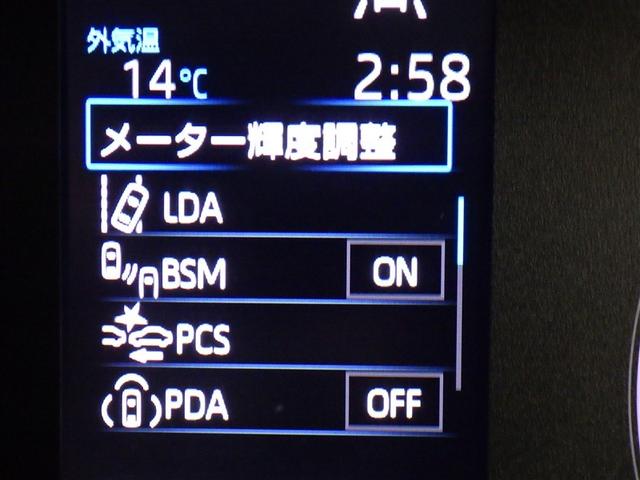 外気温
14℃ 2:58
メーター輝度調整
LDA
BSM ON
PCS
PDA OFF